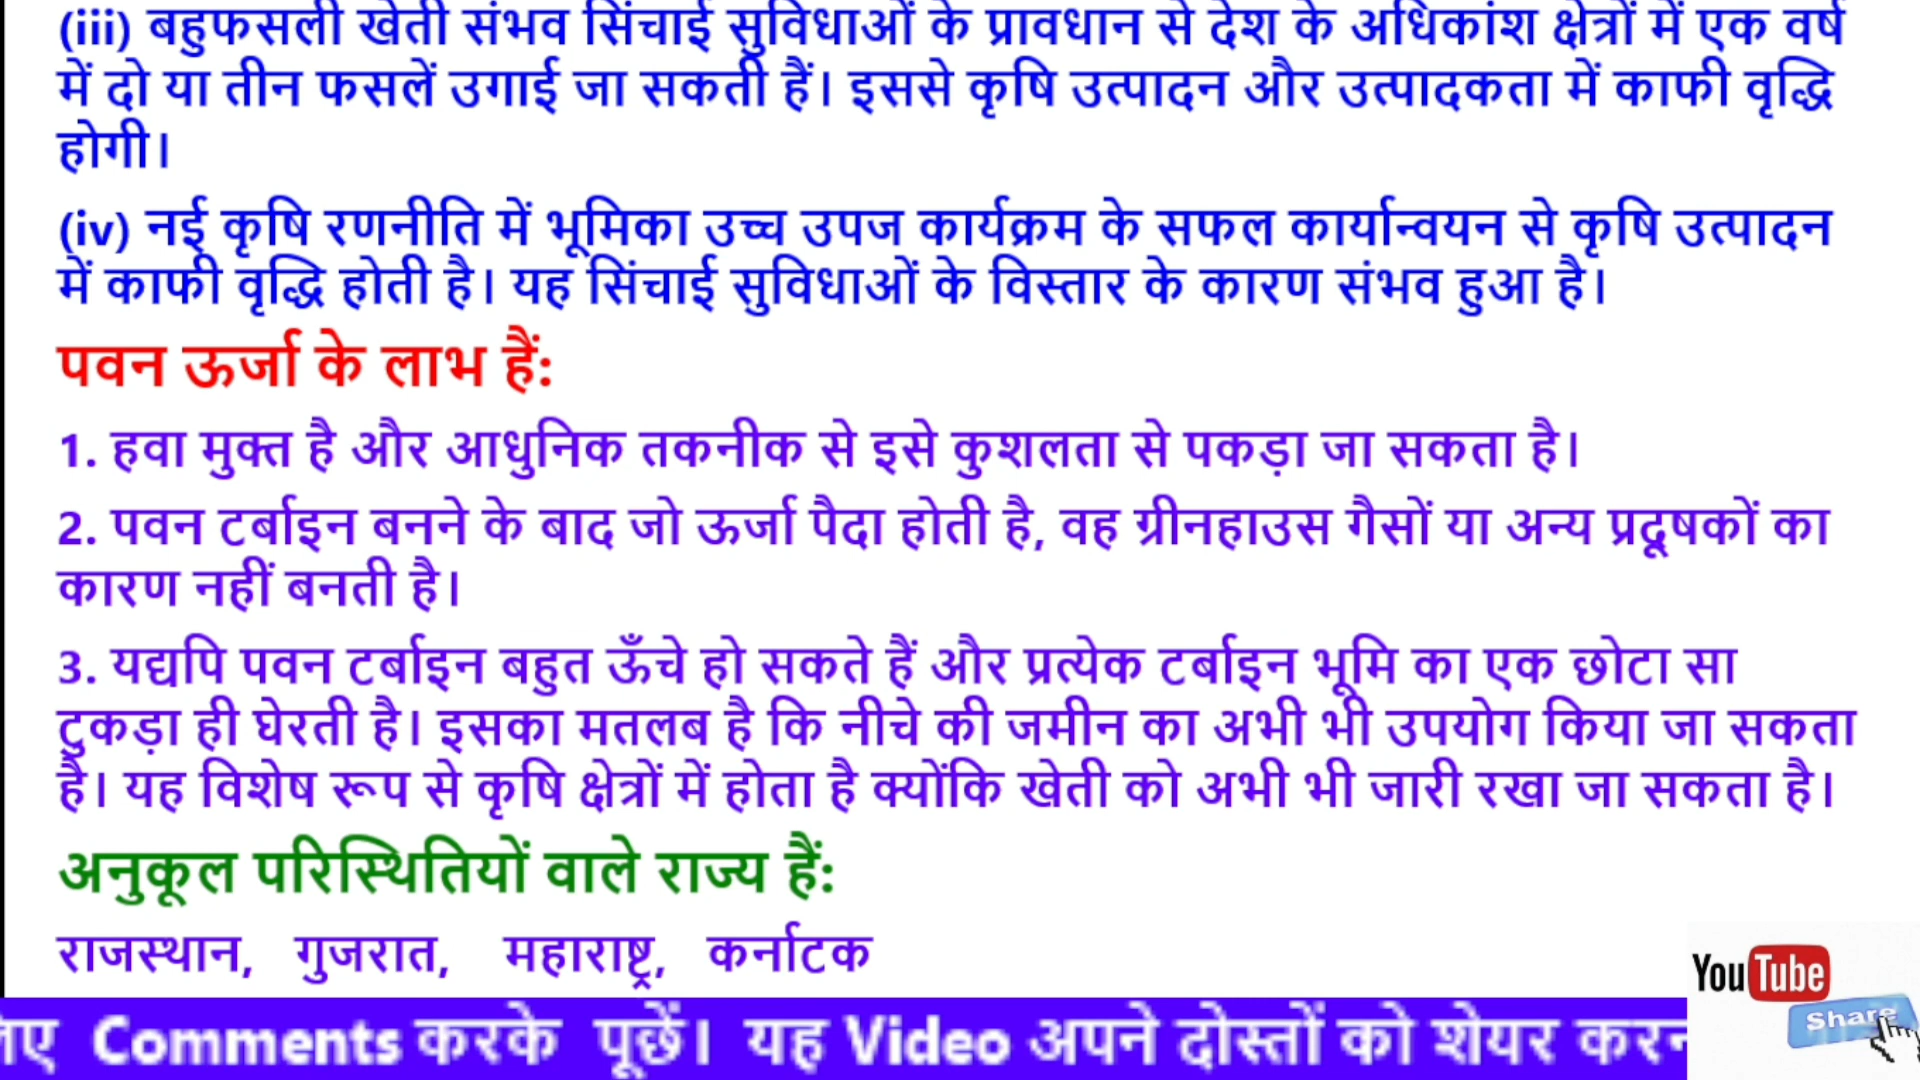 (iii) बहुफसली खेती संभव सिंचाई सुविधाओं के प्रावधान से देश के अधिकांश क्षेत्रों में एक वर्ष
में दो या तीन फसलें उगाई जा सकती हैं। इससे कृषि उत्पादन और उत्पादकता में काफी वृद्धि
होगी।
(iv) नई कृषि रणनीति में भूमिका उच्च उपज कार्यक्रम के सफल कार्यान्वयन से कृषि उत्पादन
में काफी वृद्धि होती है। यह सिंचाई सुविधाओं के विस्तार के कारण संभव हुआ है।
पवन ऊर्जा के लाभ हैं:
1. हवा मुक्त है और आधुनिक तकनीक से इसे कुशलता से पकड़ा जा सकता है।
2. पवन टर्बाइन बनने के बाद जो ऊर्जा पैदा होती है, वह ग्रीनहाउस गैसों या अन्य प्रदूषकों का
कारण नहीं बनती है।
3. यद्यपि पवन टर्बाइन बहुत ऊँचे हो सकते हैं और प्रत्येक टर्बाइन भूमि का एक छोटा सा
टुकड़ा ही घेरती है। इसका मतलब है कि नीचे की जमीन का अभी भी उपयोग किया जा सकता
है। यह विशेष रूप से कृषि क्षेत्रों में होता है क्योंकि खेती को अभी भी जारी रखा जा सकता है।
अनुकूल परिस्थितियों वाले राज्य हैं:
राजस्थान, गुजरात, महाराष्ट्र, कर्नाटक
YouTube
Share
Comments करके पूछें। यह Video अपने दोस्तों को शेयर